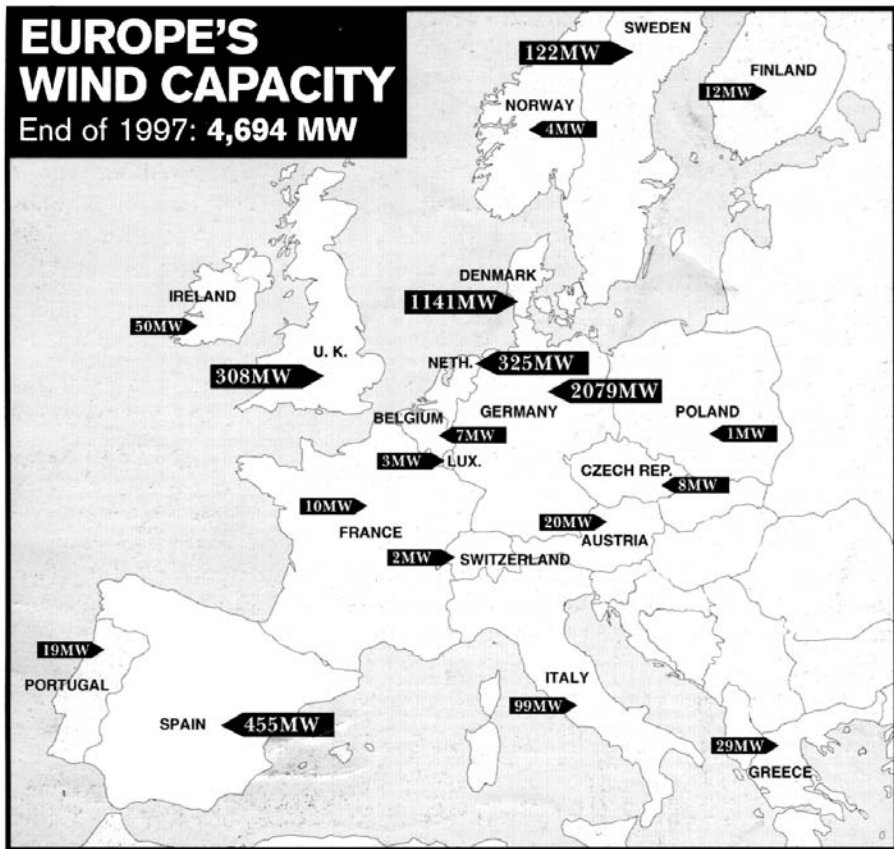 EUROPE'S
WIND CAPACITY
End of 1997: 4,694 MW
SWEDEN
122MW
FINLAND
12MW
NORWAY
4MW
DENMARK
1141MW
IRELAND
50MW
U. K.
308MW
NETH.
325MW
2079MW
GERMANY
BELGIUM
7MW
POLAND
1MW
3MW
LUX.
CZECH REP.
8MW
10MW
FRANCE
20MW
AUSTRIA
2MW
SWITZERLAND
19MW
PORTUGAL
SPAIN
455MW
ITALY
99MW
29MW
GREECE